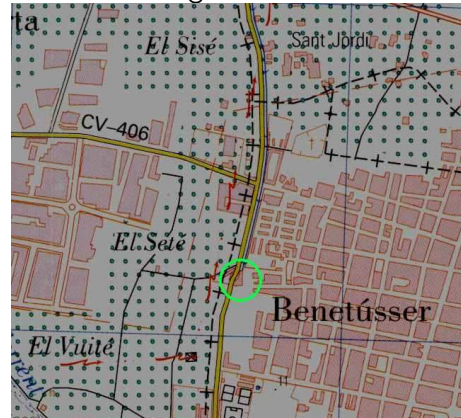 ta
El Sisé
Sant Jordi
CV-406
El Seté
Benetússer
El Vuité